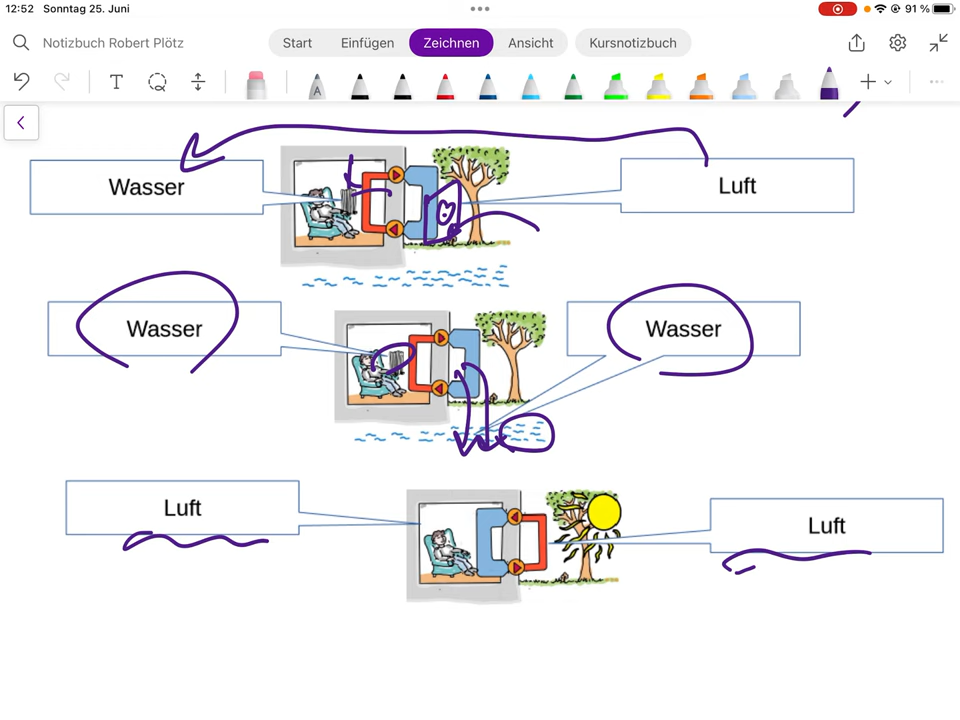 12:52 Sonntag 25. Juni
91 %
Notizbuch Robert Plötz
Start Einfügen Zeichnen Ansicht Kursnotizbuch
T
A
Wasser
Luft
Wasser
Wasser
Luft
Luft